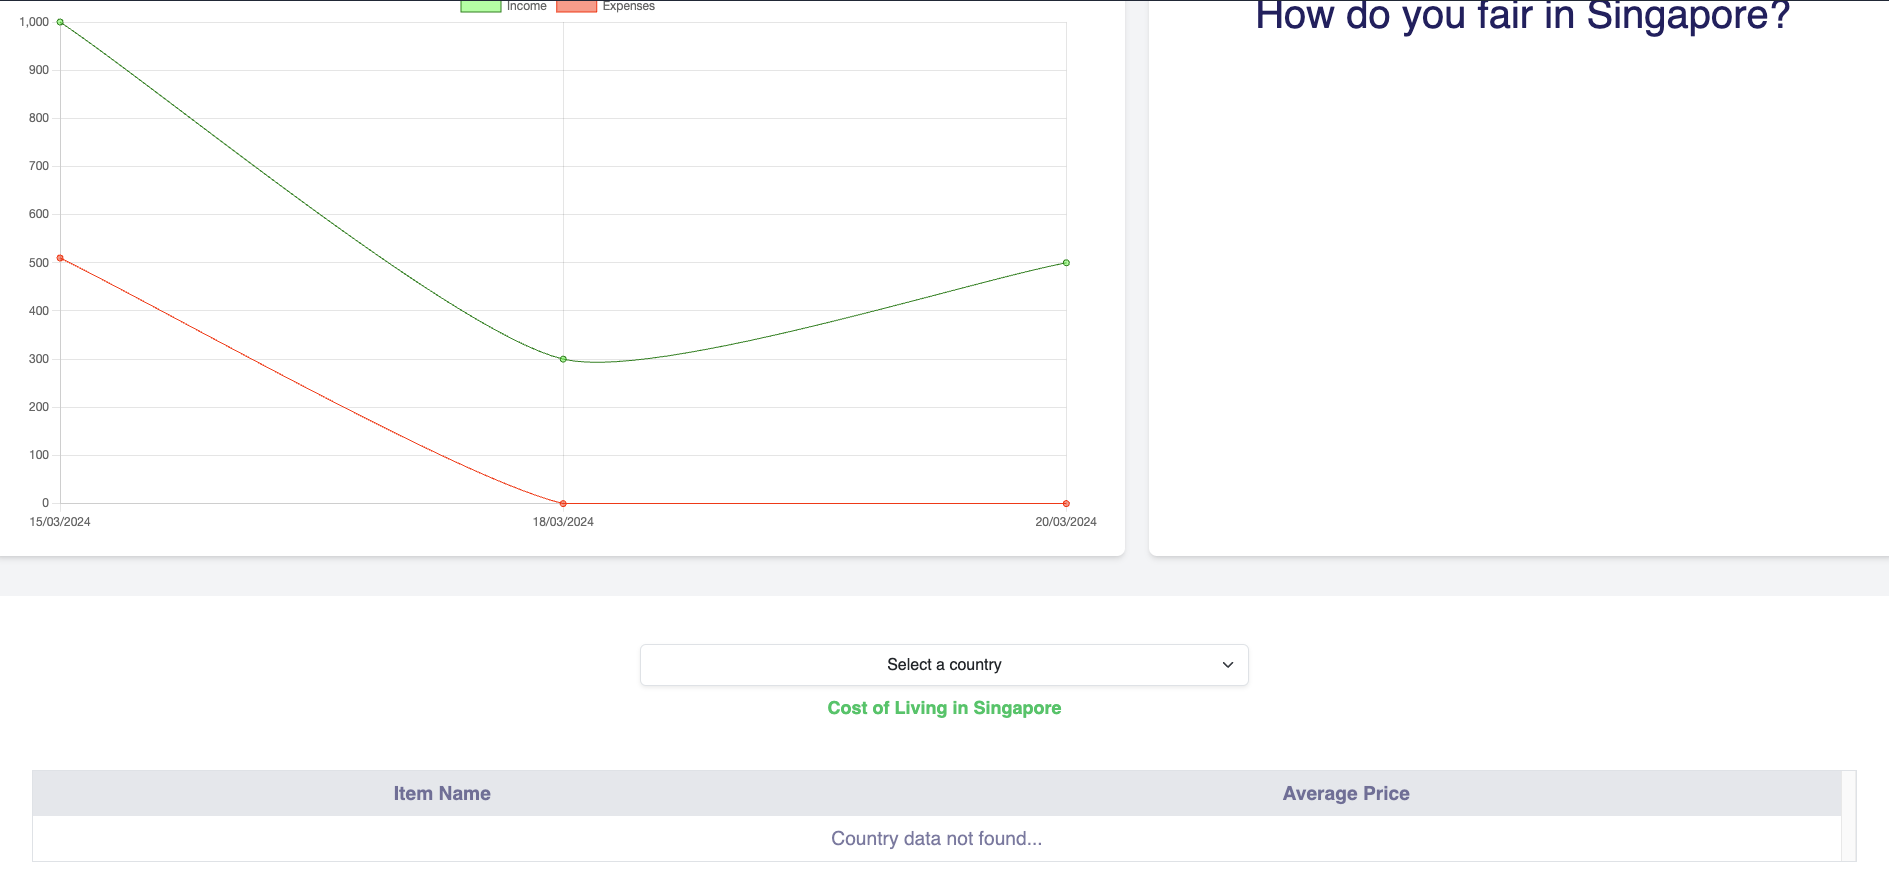 Income Expenses
How do you fair in Singapore?
1,000
900
800
700
600
500
400
300
200
100
0
15/03/2024 18/03/2024 20/03/2024
Select a country
Cost of Living in Singapore
Item Name Average Price
Country data not found...